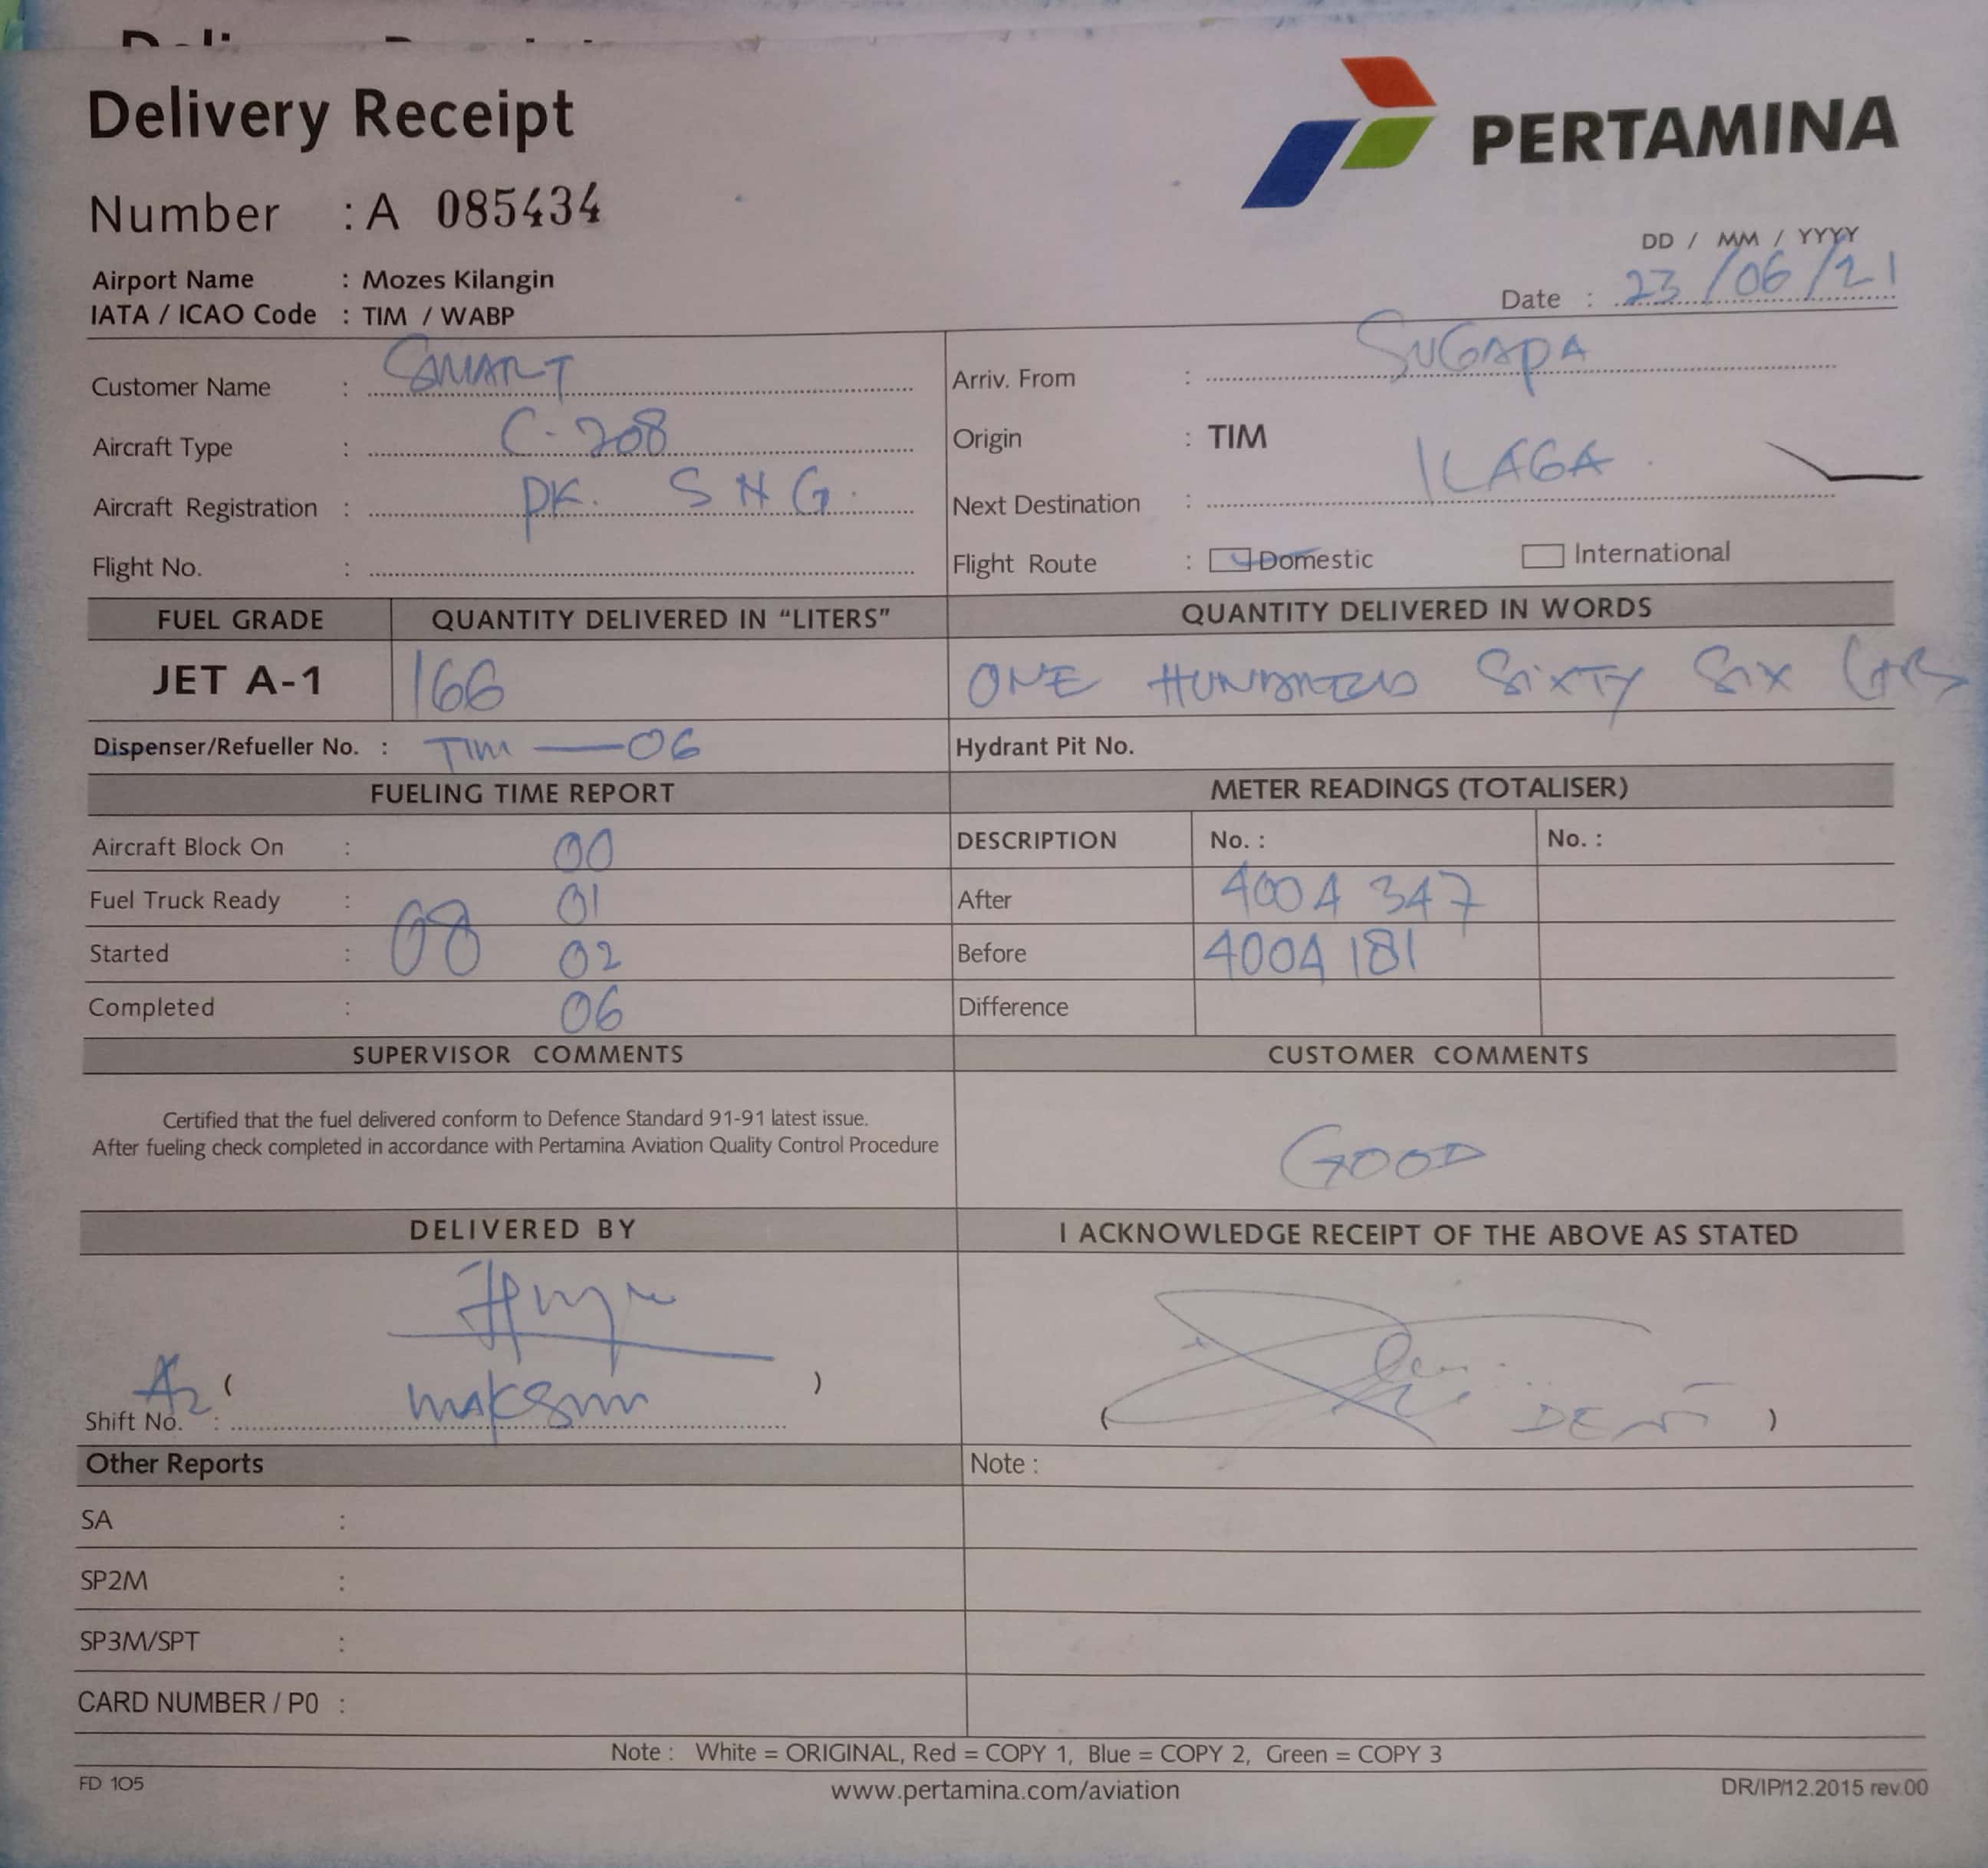 Delivery Receipt
PERTAMINA
Number : A 085434
DD / MM / YYYY
Airport Name : Mozes Kilangin
Date : 23/06/21
IATA / ICAO Code : TIM / WABP
Customer Name : SMART
Arriv. From : SUGAPA
Aircraft Type : C-208
Origin : TIM
Aircraft Registration : PK. SNG.
Next Destination : ILAGA
Flight No. :
Flight Route : Domestic International
FUEL GRADE QUANTITY DELIVERED IN "LITERS" QUANTITY DELIVERED IN WORDS
JET A-1 166 ONE HUNDRED SIXTY SIX
Dispenser/Refueller No. : TIM — 06
Hydrant Pit No.
FUELING TIME REPORT METER READINGS (TOTALISER)
Aircraft Block On : 00
DESCRIPTION No. : No. :
Fuel Truck Ready : 01
After 4004 347
Started : 08 02
Before 4004 181
Completed : 06
Difference
SUPERVISOR COMMENTS CUSTOMER COMMENTS
Certified that the fuel delivered conform to Defence Standard 91-91 latest issue.
After fueling check completed in accordance with Pertamina Aviation Quality Control Procedure
GOOD
DELIVERED BY I ACKNOWLEDGE RECEIPT OF THE ABOVE AS STATED
A2 ( )
Shift No. :
( )
Other Reports Note :
SA :
SP2M :
SP3M/SPT :
CARD NUMBER / P0 :
Note : White = ORIGINAL, Red = COPY 1, Blue = COPY 2, Green = COPY 3
FD 105 www.pertamina.com/aviation DR/IP/12.2015 rev.00